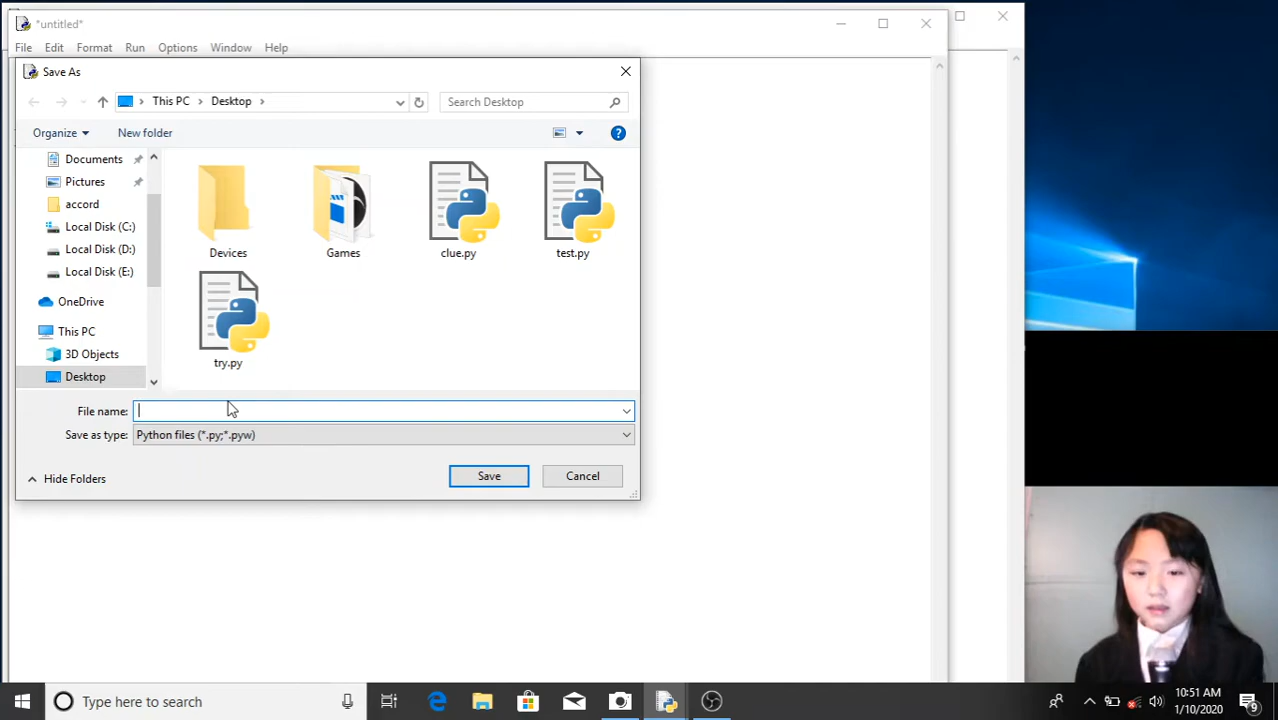 *untitled*
File Edit Format Run Options Window Help
Save As
This PC Desktop
Search Desktop
Organize New folder
Documents
Pictures
accord
Local Disk (C:)
Local Disk (D:)
Local Disk (E:)
OneDrive
This PC
3D Objects
Desktop
Devices Games clue.py test.py
try.py
File name:
Save as type: Python files (*.py;*.pyw)
Hide Folders Save Cancel
Type here to search
10:51 AM
1/10/2020
9